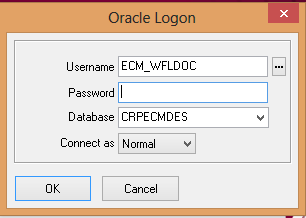 Oracle Logon
Username ECM_WFLDOC ...
Password
Database CRPECMDES
Connect as Normal
OK Cancel